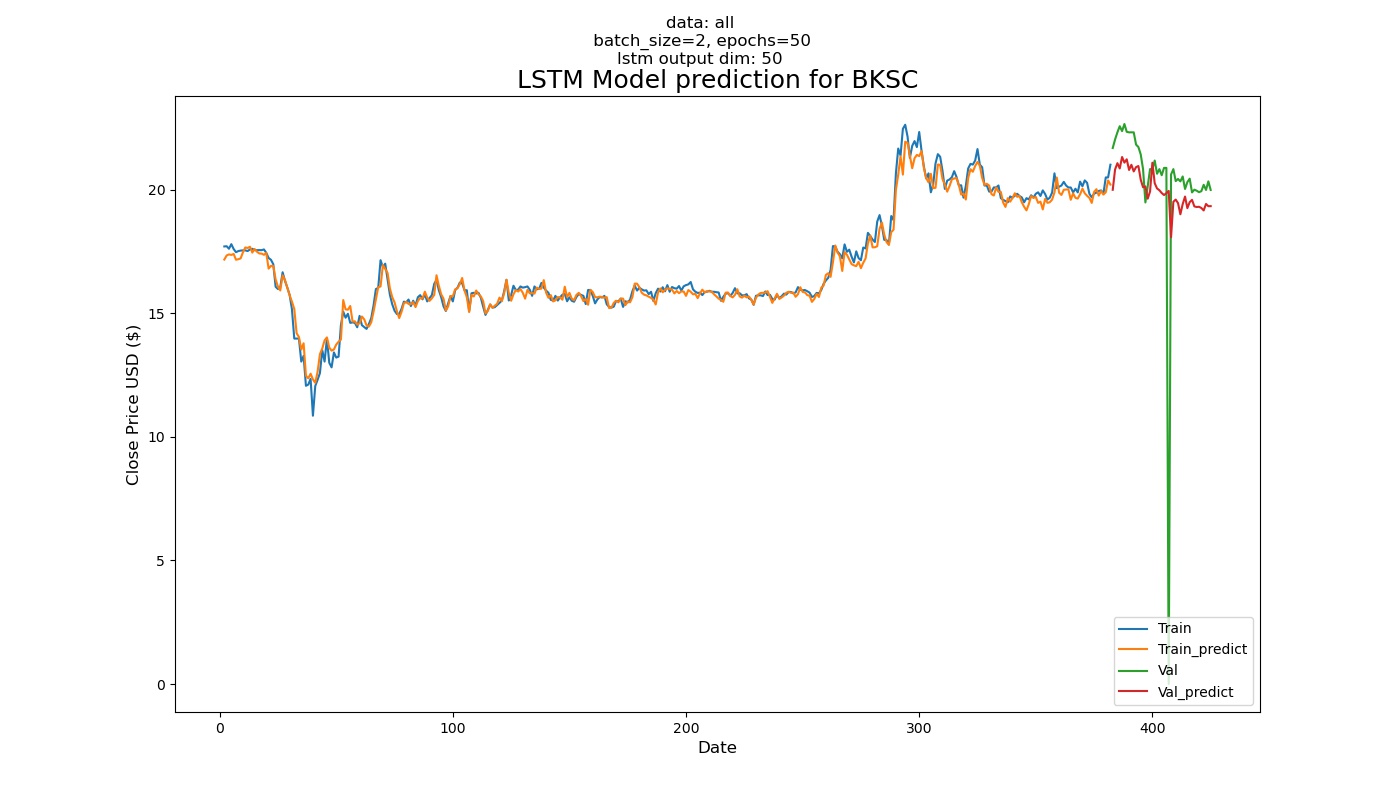 data: all
batch_size=2, epochs=50
lstm output dim: 50
LSTM Model prediction for BKSC
Close Price USD ($)
20
15
10
5
0
0 100 200 300 400
Date
Train
Train_predict
Val
Val_predict